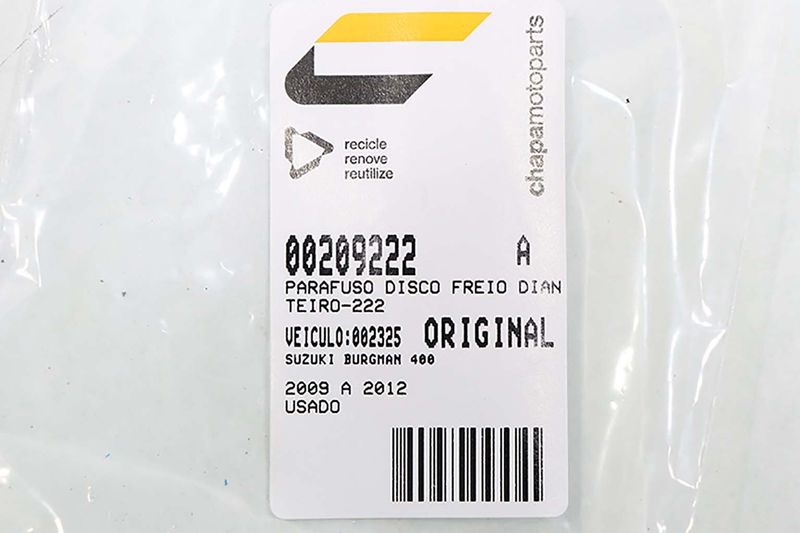 chapamotoparts
recicle
renove
reutilize
00209222 A
PARAFUSO DISCO FREIO DIAN
TEIRO-222
VEICULO:002325 ORIGINAL
SUZUKI BURGMAN 400
2009 A 2012
USADO